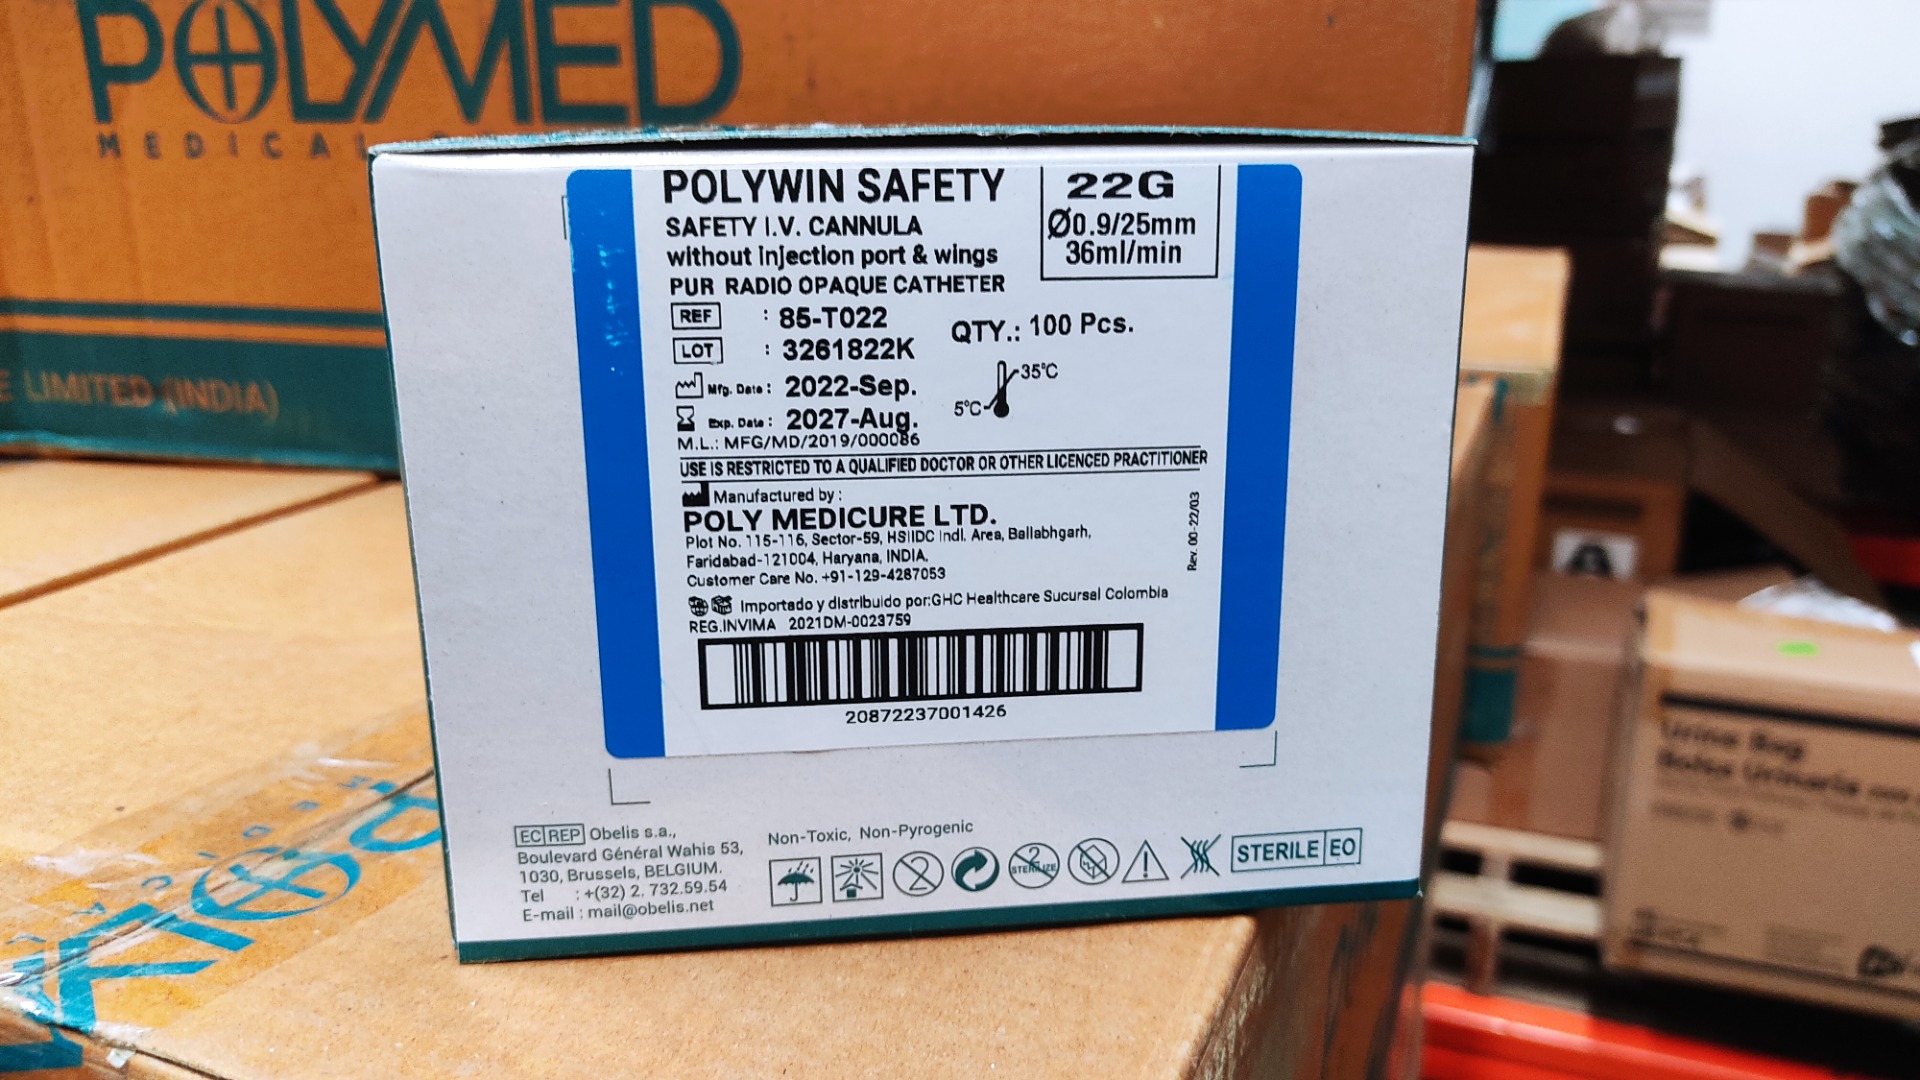 POLYMED
MEDICAL
E LIMITED (INDIA)
POLYWIN SAFETY
SAFETY I.V. CANNULA
without injection port & wings
PUR RADIO OPAQUE CATHETER
22G
Ø0.9/25mm
36ml/min
REF : 85-T022
LOT : 3261822K
QTY.: 100 Pcs.
Mfg. Date : 2022-Sep.
Exp. Date : 2027-Aug.
35°C
5°C
M.L.: MFG/MD/2019/000086
USE IS RESTRICTED TO A QUALIFIED DOCTOR OR OTHER LICENCED PRACTITIONER
Manufactured by :
POLY MEDICURE LTD.
Plot No. 115-116, Sector-59, HSIIDC Indl. Area, Ballabhgarh,
Faridabad-121004, Haryana, INDIA.
Customer Care No. +91-129-4287053
Rev. 00-22/03
Importado y distribuido por:GHC Healthcare Sucursal Colombia
REG.INVIMA 2021DM-0023759
20872237001426
EC REP Obelis s.a.,
Boulevard Général Wahis 53,
1030, Brussels, BELGIUM.
Tel : +(32) 2. 732.59.54
E-mail : mail@obelis.net
Non-Toxic, Non-Pyrogenic
2
2
STERILIZE
STERILE EO
Urine Bag
Bolsa Urinaria